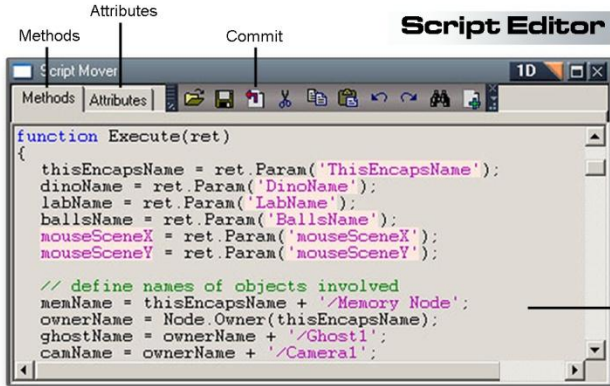 Attributes
Methods
Commit
Script Editor
Script Mover
1D
Methods
Attributes
function Execute(ret)
{
thisEncapsName = ret.Param('ThisEncapsName');
dinoName = ret.Param('DinoName');
labName = ret.Param('LabName');
ballsName = ret.Param('BallsName');
mouseSceneX = ret.Param('mouseSceneX');
mouseSceneY = ret.Param('mouseSceneY');
// define names of objects involved
memName = thisEncapsName + '/Memory Node';
ownerName = Node.Owner(thisEncapsName);
ghostName = ownerName + '/Ghost1';
camName = ownerName + '/Camera1';